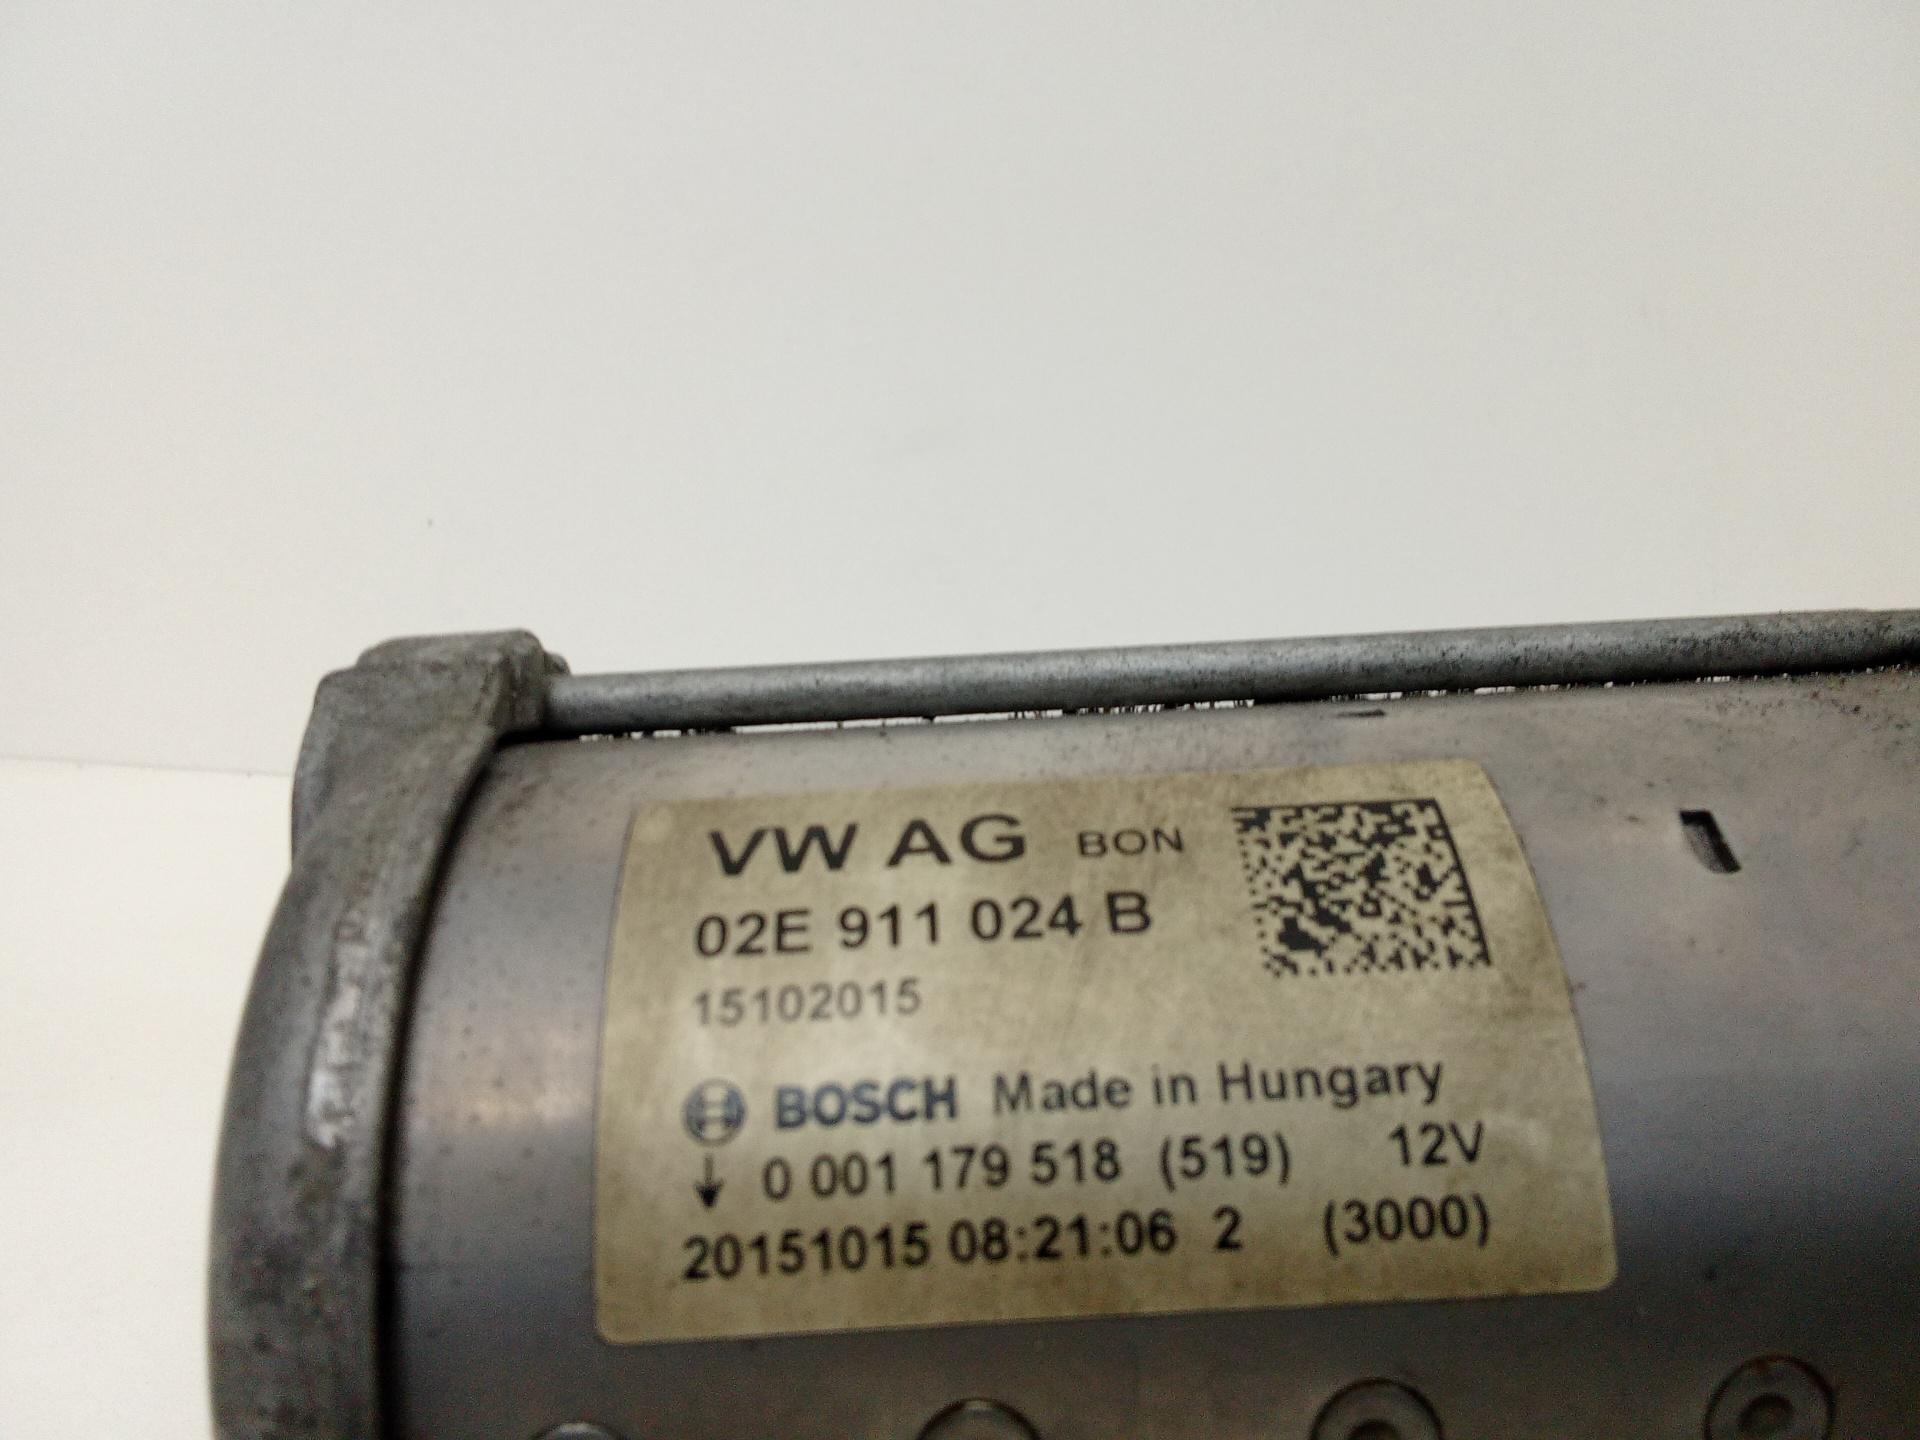 VW AG BON
02E 911 024 B
15102015
BOSCH Made in Hungary
0 001 179 518 (519) 12V
20151015 08:21:06 2 (3000)